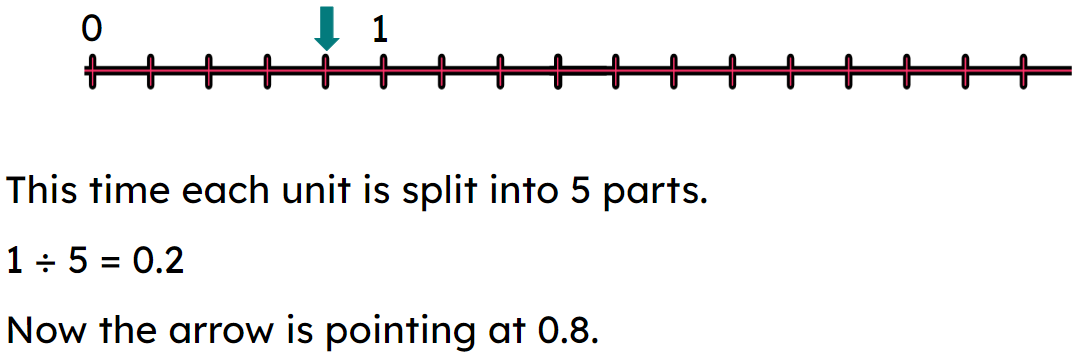 0 1
This time each unit is split into 5 parts.
1 ÷ 5 = 0.2
Now the arrow is pointing at 0.8.